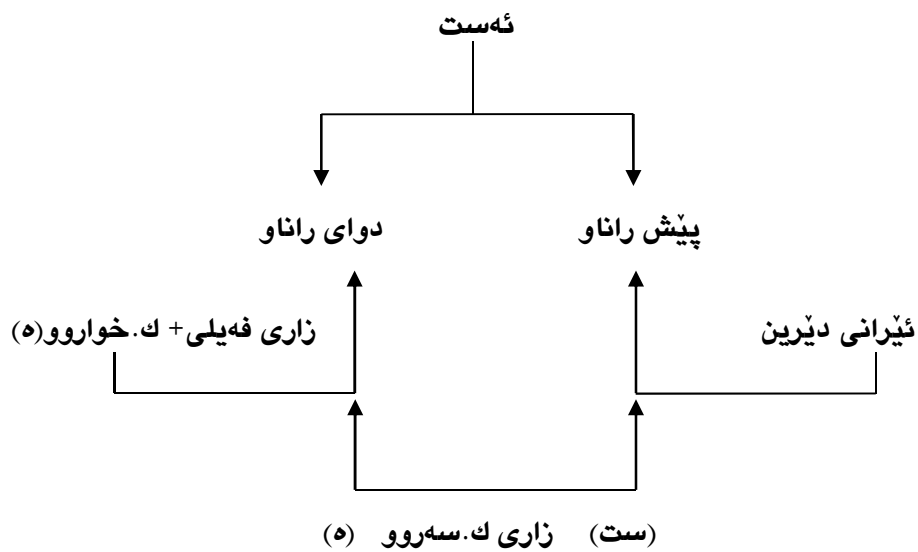 ئەست
پێش راناو
دوای راناو
ئێرانی دێرین
زاری فەیلی+ ك.خواروو(ە)
(ست) زاری ك.سەروو (ە)